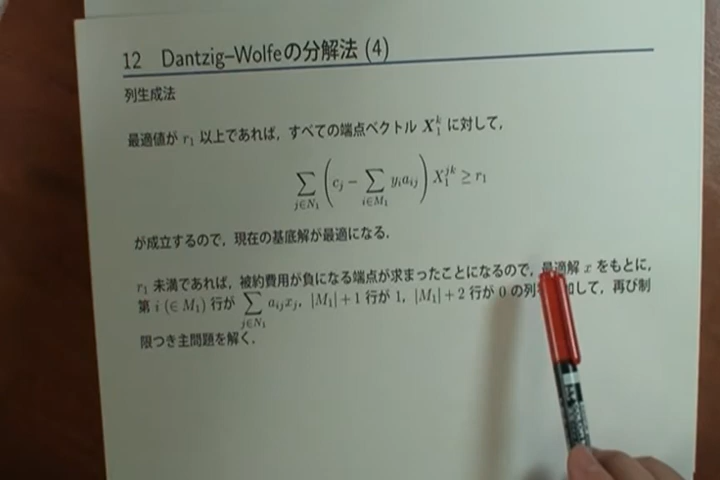 12 Dantzig–Wolfeの分解法 (4)
列生成法
最適値が r₁ 以上であれば，すべての端点ベクトル X₁ᵏ に対して，
∑_{j∈N₁} (c_j − ∑_{i∈M₁} y_i a_{ij}) X₁ʲᵏ ≥ r₁
が成立するので，現在の基底解が最適になる．
r₁ 未満であれば，被約費用が負になる端点が求まったことになるので，最適解 x をもとに，
第 i (∈ M₁) 行が ∑_{j∈N₁} a_{ij}x_j，|M₁| + 1 行が 1，|M₁| + 2 行が 0 の列 加して，再び制
限つき主問題を解く．